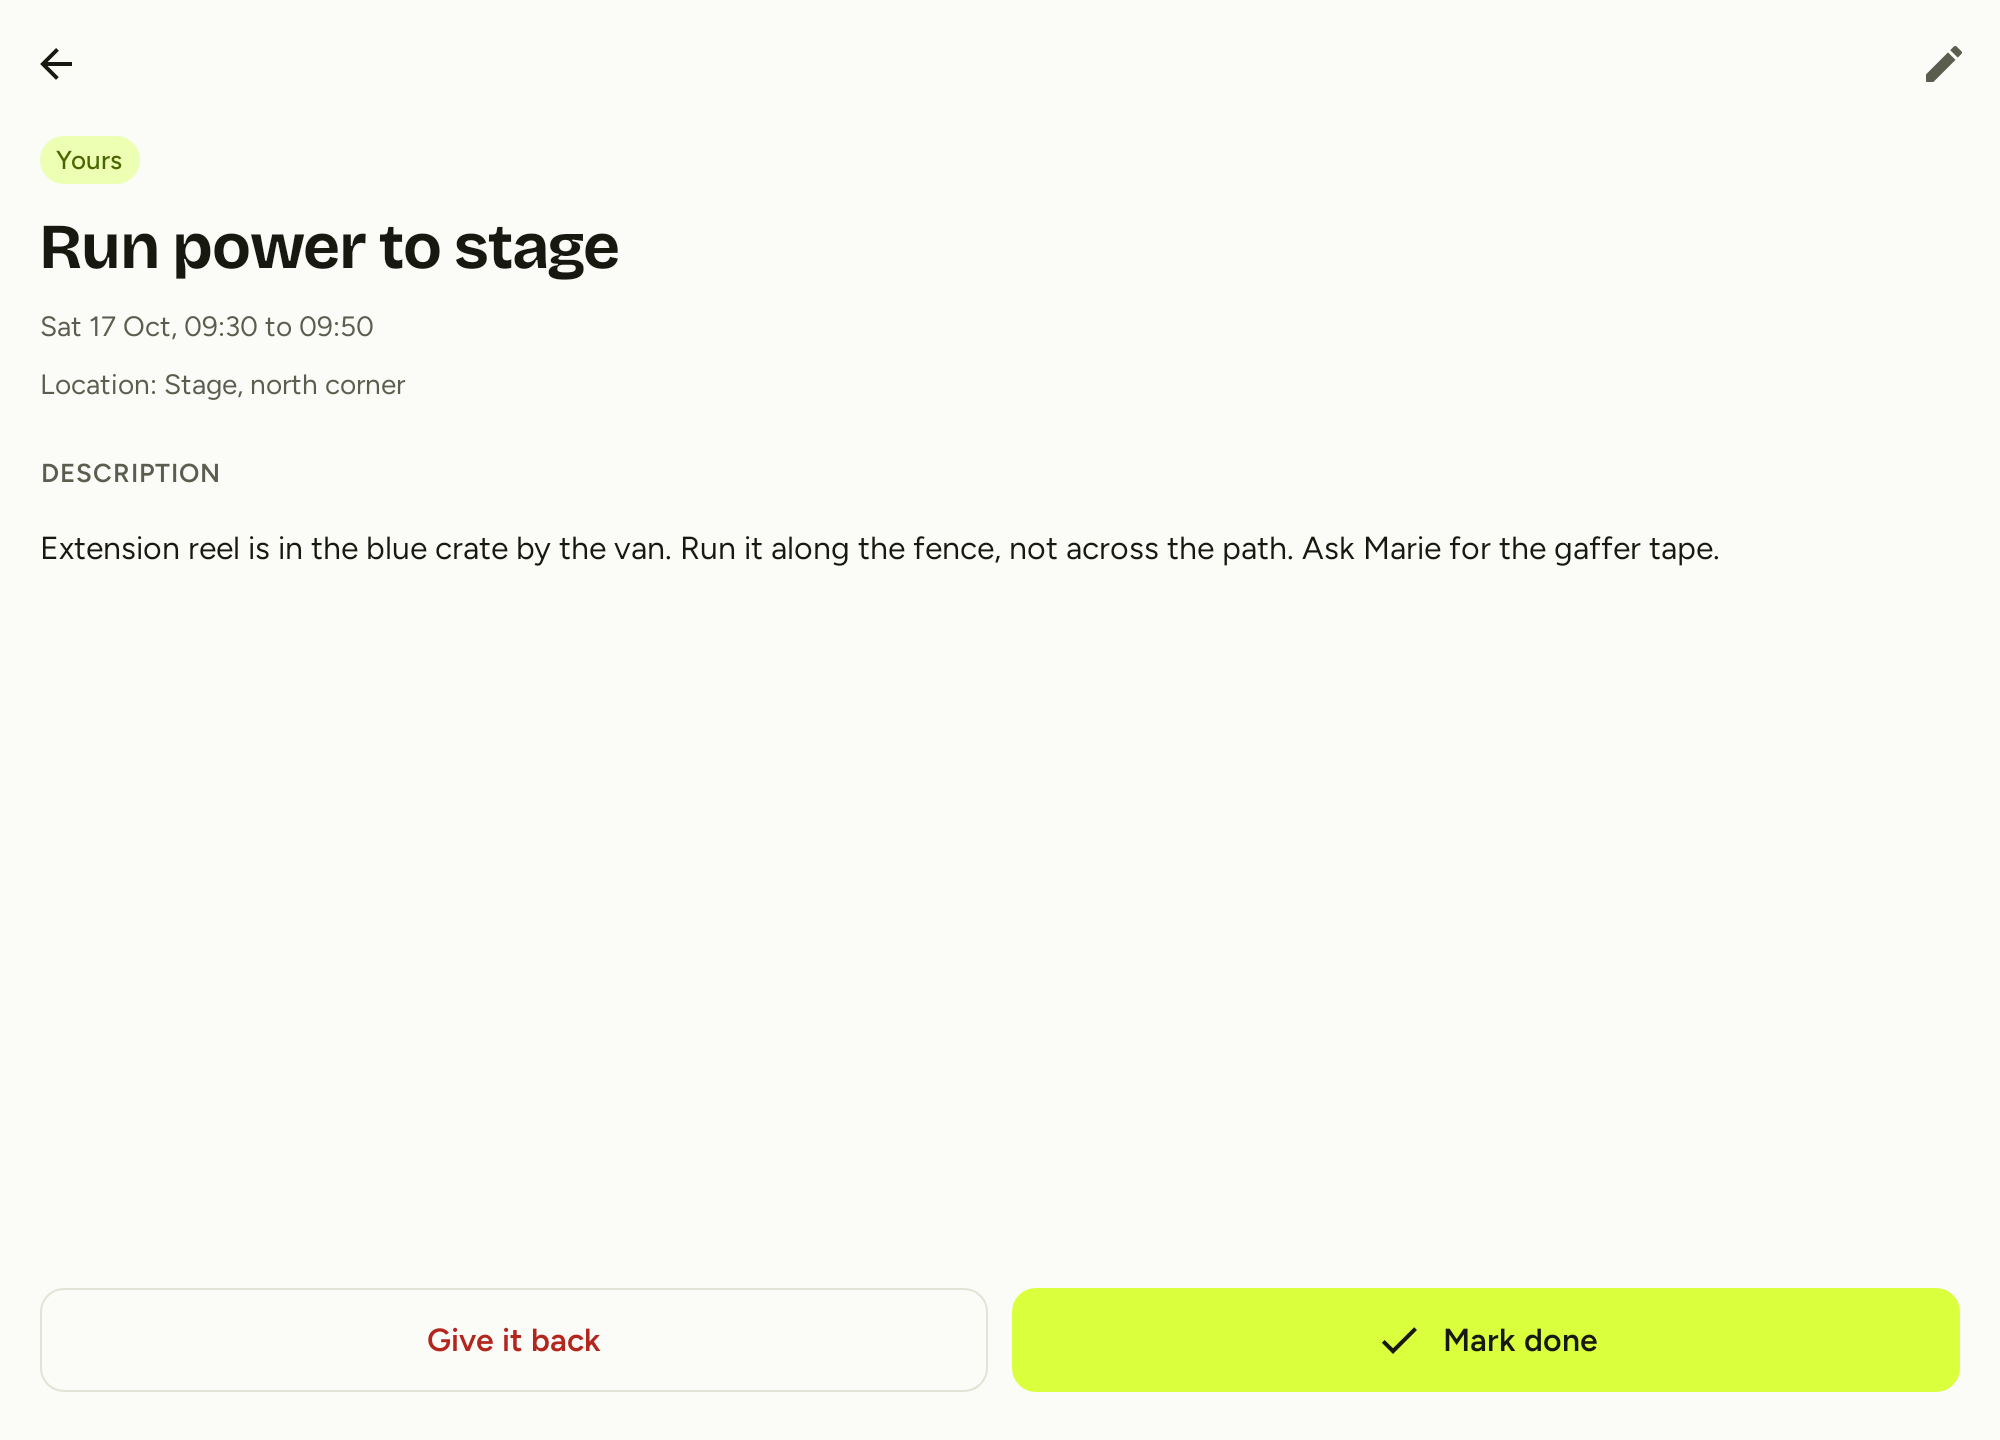 Yours
Run power to stage
Sat 17 Oct, 09:30 to 09:50
Location: Stage, north corner
DESCRIPTION
Extension reel is in the blue crate by the van. Run it along the fence, not across the path. Ask Marie for the gaffer tape.
Give it back
Mark done